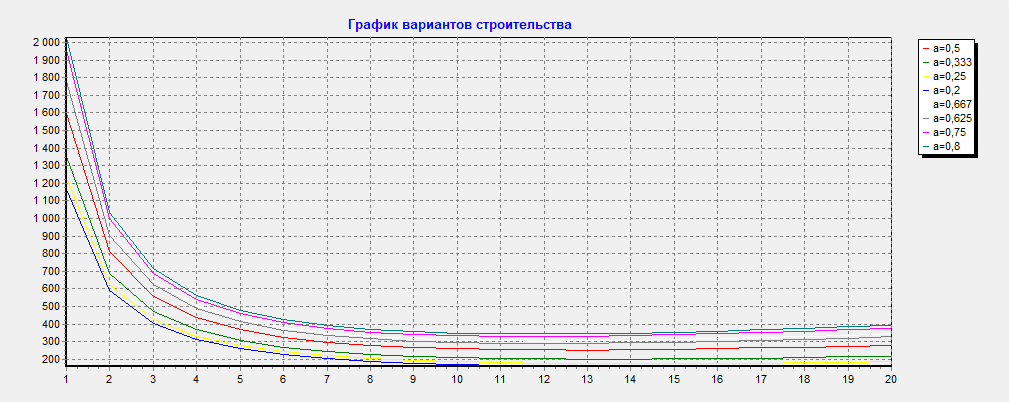 График вариантов строительства
2 000
1 900
1 800
1 700
1 600
1 500
1 400
1 300
1 200
1 100
1 000
900
800
700
600
500
400
300
200
1 2 3 4 5 6 7 8 9 10 11 12 13 14 15 16 17 18 19 20
a=0,5
a=0,333
a=0,25
a=0,2
a=0,667
a=0,625
a=0,75
a=0,8